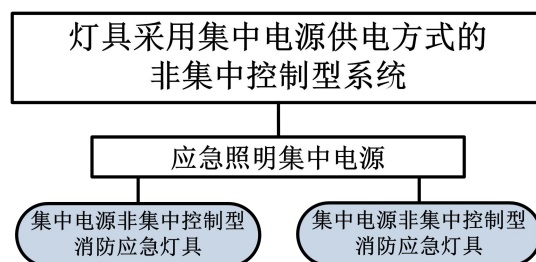 灯具采用集中电源供电方式的
非集中控制型系统
应急照明集中电源
集中电源非集中控制型
消防应急灯具
集中电源非集中控制型
消防应急灯具